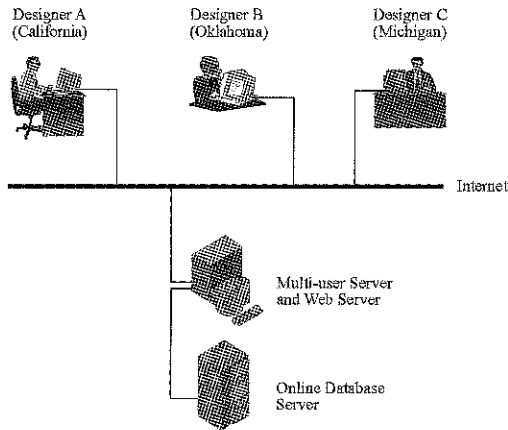 Designer A
(California)
Designer B
(Oklahoma)
Designer C
(Michigan)
Internet
Multi-user Server
and Web Server
Online Database
Server